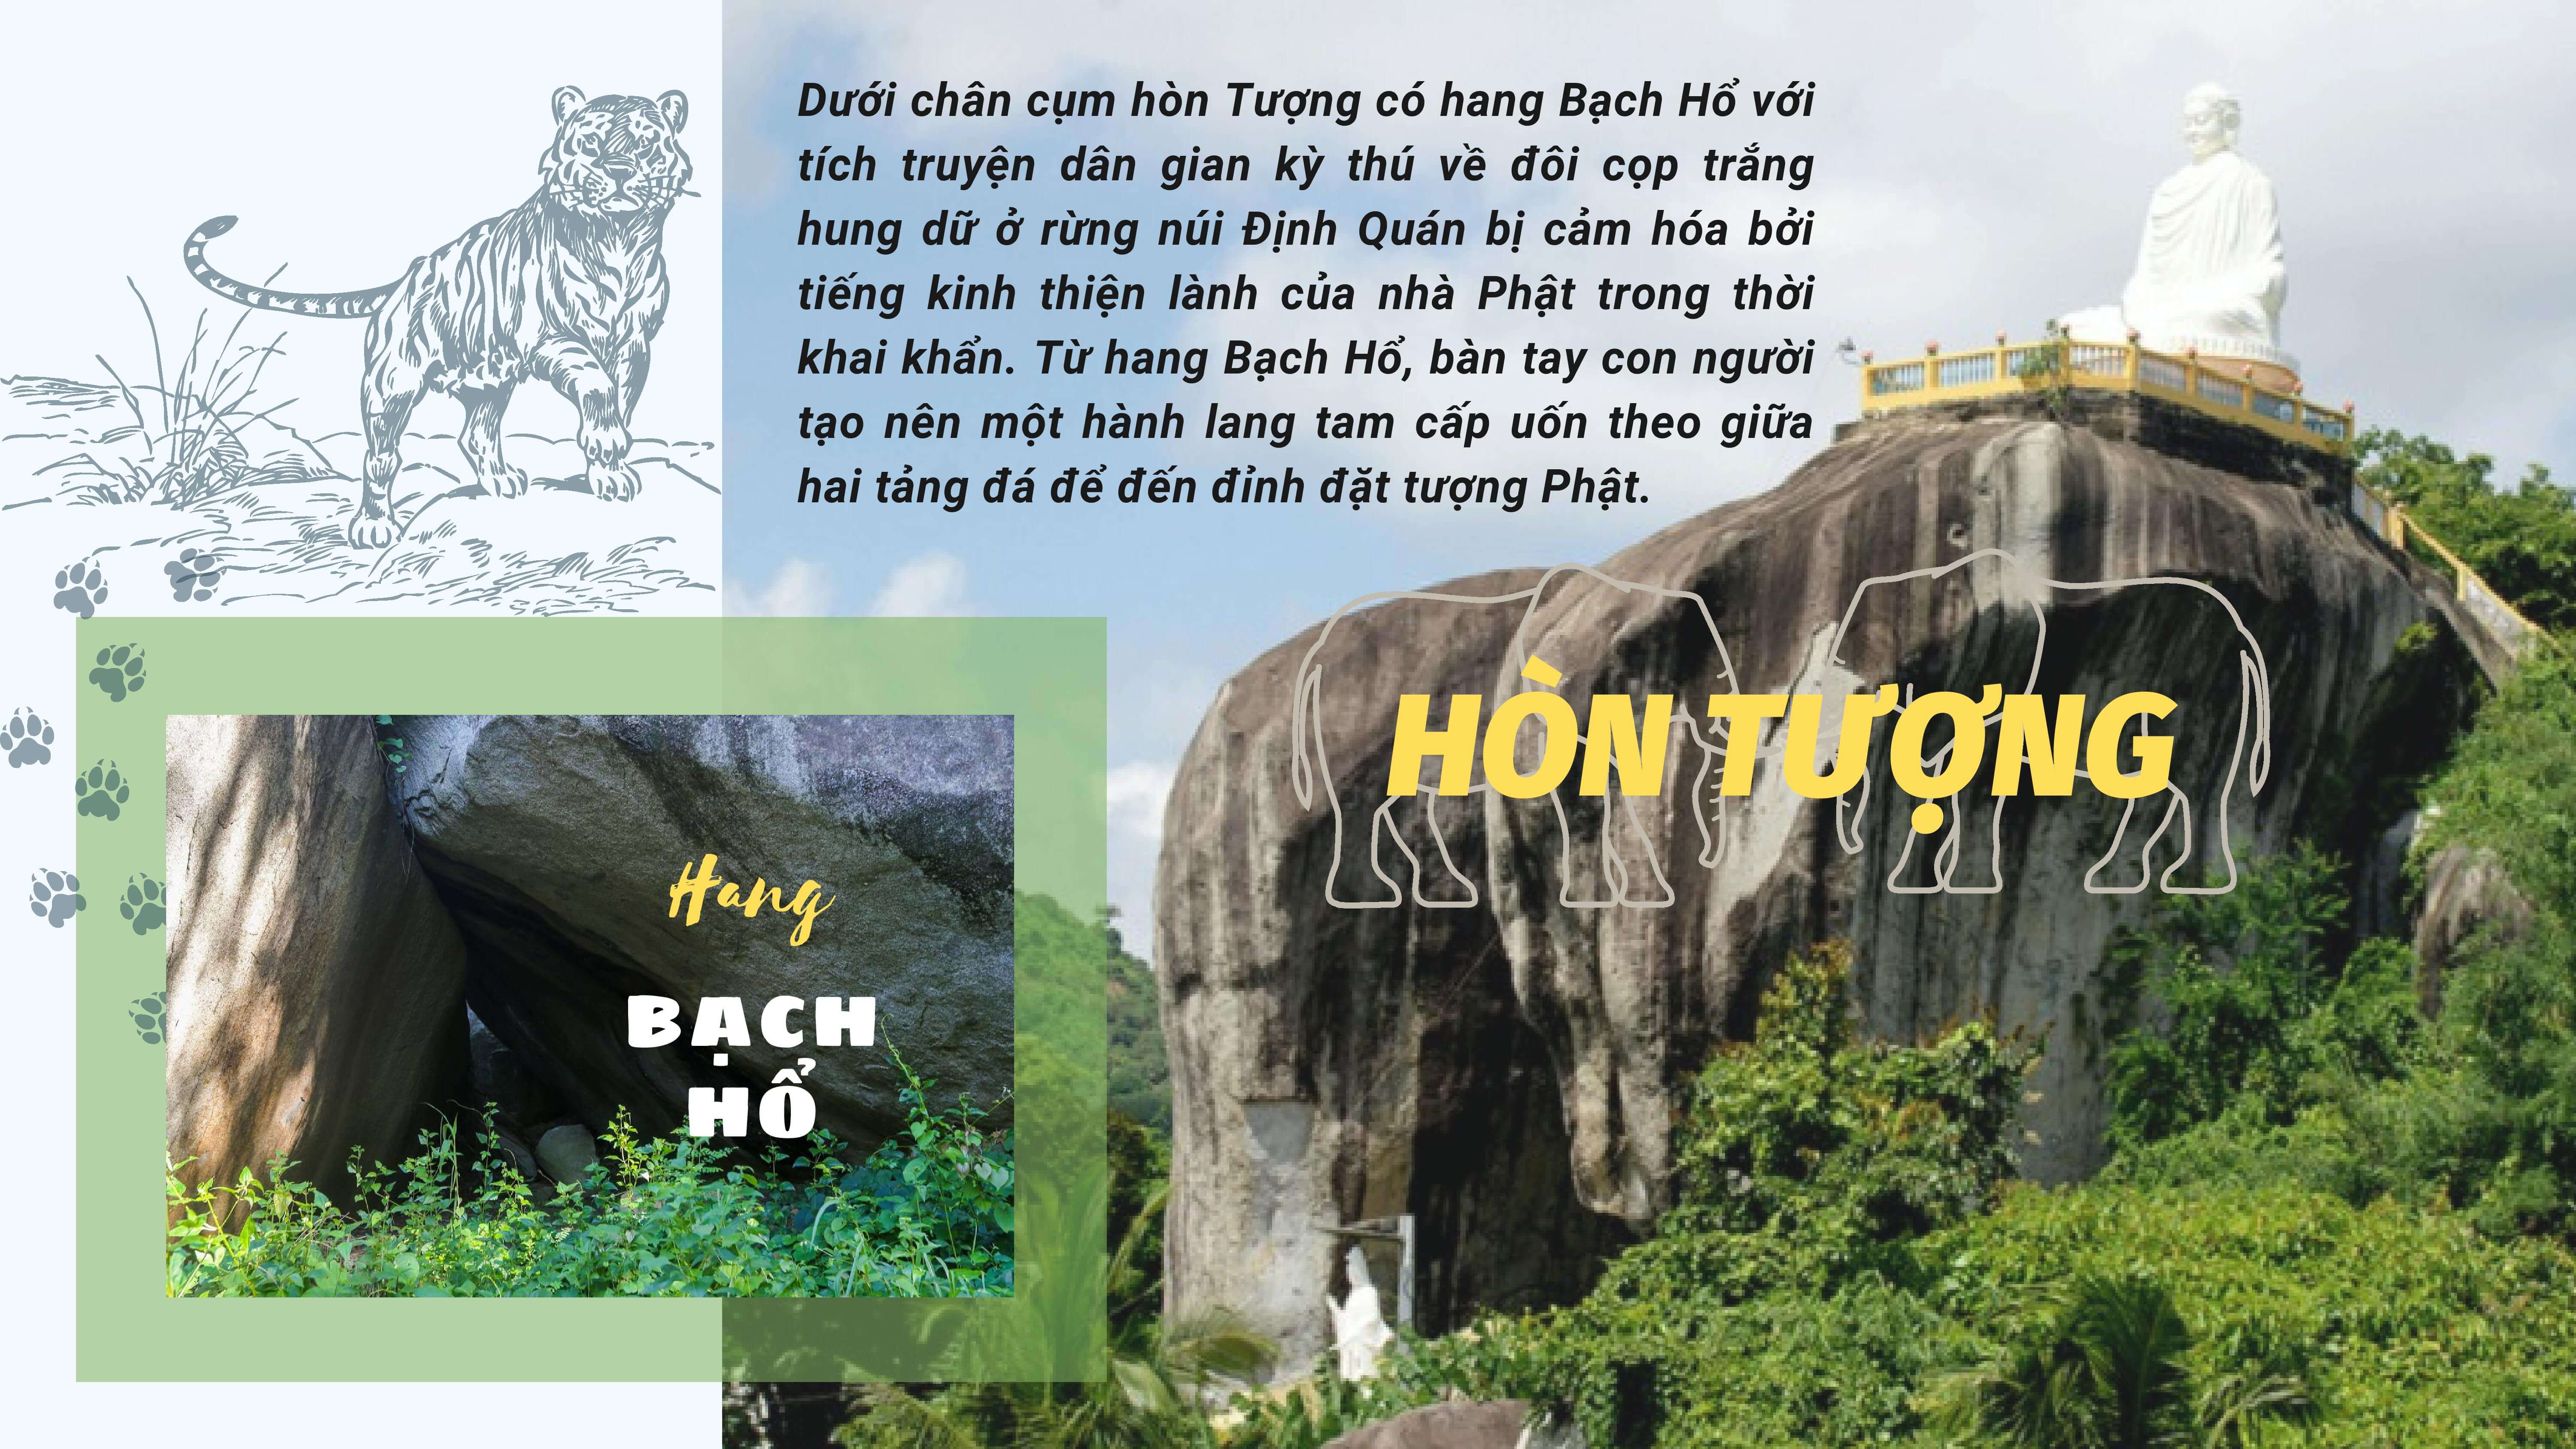 Dưới chân cụm hòn Tượng có hang Bạch Hổ với
tích truyện dân gian kỳ thú về đôi cọp trắng
hung dữ ở rừng núi Định Quán bị cảm hóa bởi
tiếng kinh thiện lành của nhà Phật trong thời
khai khẩn. Từ hang Bạch Hổ, bàn tay con người
tạo nên một hành lang tam cấp uốn theo giữa
hai tảng đá để đến đỉnh đặt tượng Phật.
HÒN TƯỢNG
Hang
BẠCH
HỔ